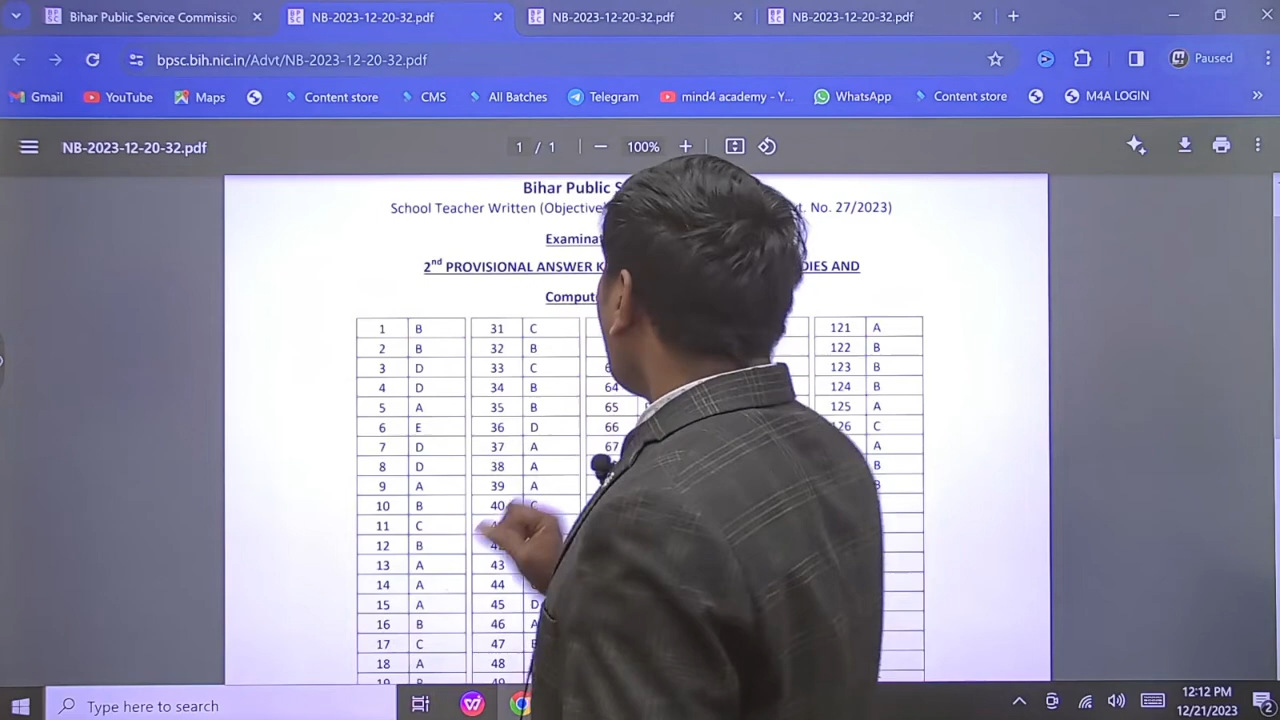 Bihar Public Service Commissio
NB-2023-12-20-32.pdf
NB-2023-12-20-32.pdf
NB-2023-12-20-32.pdf
bpsc.bih.nic.in/Advt/NB-2023-12-20-32.pdf
Paused
Gmail YouTube Maps Content store CMS All Batches Telegram mind4 academy - Y... WhatsApp Content store M4A LOGIN »
NB-2023-12-20-32.pdf 1 / 1 100%
Bihar Public
School Teacher Written (Objective t. No. 27/2023)
2nd PROVISIONAL ANSWER
1 B 31 C 121 A
2 B 32 B 122 B
3 D 33 C 123 B
4 D 34 B 64 124 B
5 A 35 B 65 125 A
6 E 36 D 66 126 C
7 D 37 A 67 A
8 D 38 A B
9 A 39 A B
10 B 40 C
11 C
12 B
13 A 43
14 A 44
15 A 45 D
16 B 46 A
17 C 47
18 A 48
Type here to search
12:12 PM
12/21/2023
2